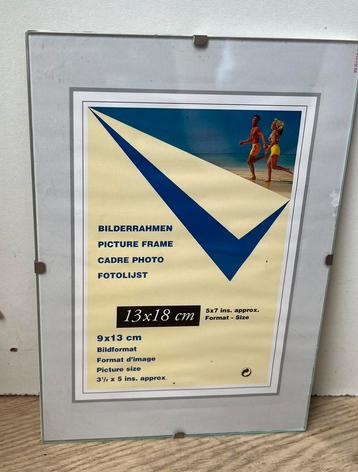 BILDERRAHMEN
PICTURE FRAME
CADRE PHOTO
FOTOLIJST
13x18 cm
5x7 ins. approx.
Format - Size
9x13 cm
Bildformat
Format d'image
Picture size
3½ x 5 ins. approx